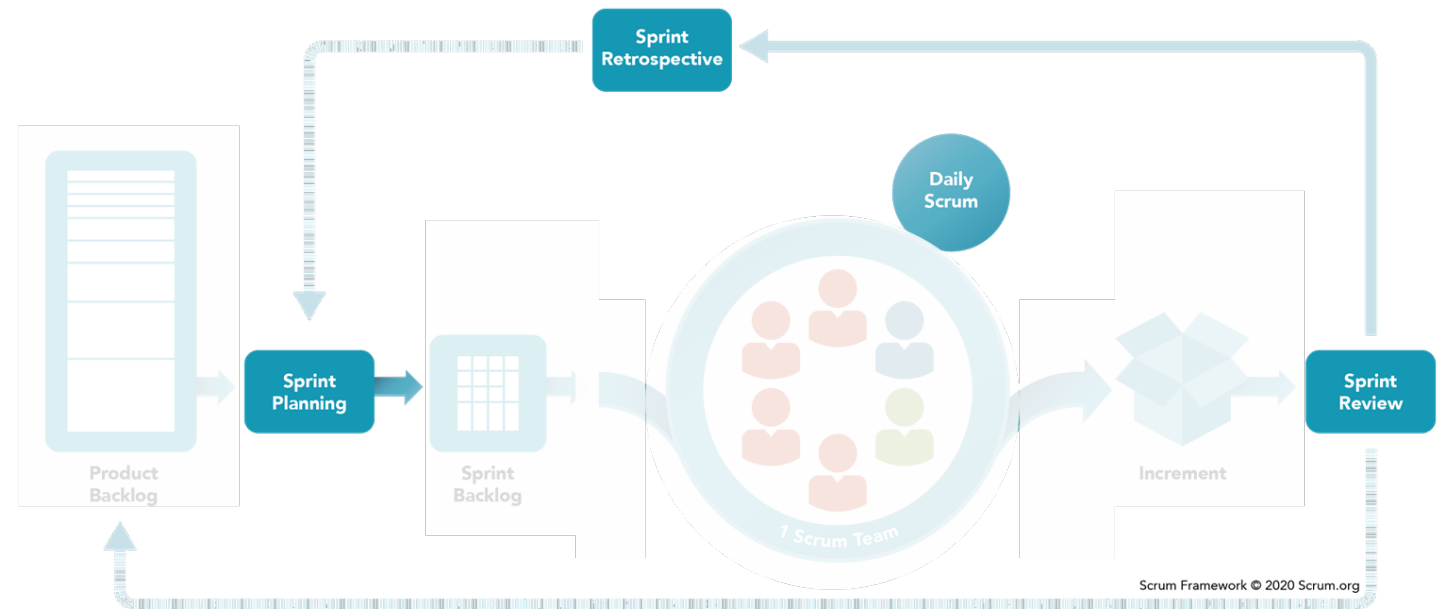 Sprint
Retrospective
Daily
Scrum
Sprint
Planning
Sprint
Review
Product
Backlog
Sprint
Backlog
Increment
1 Scrum Team
Scrum Framework © 2020 Scrum.org